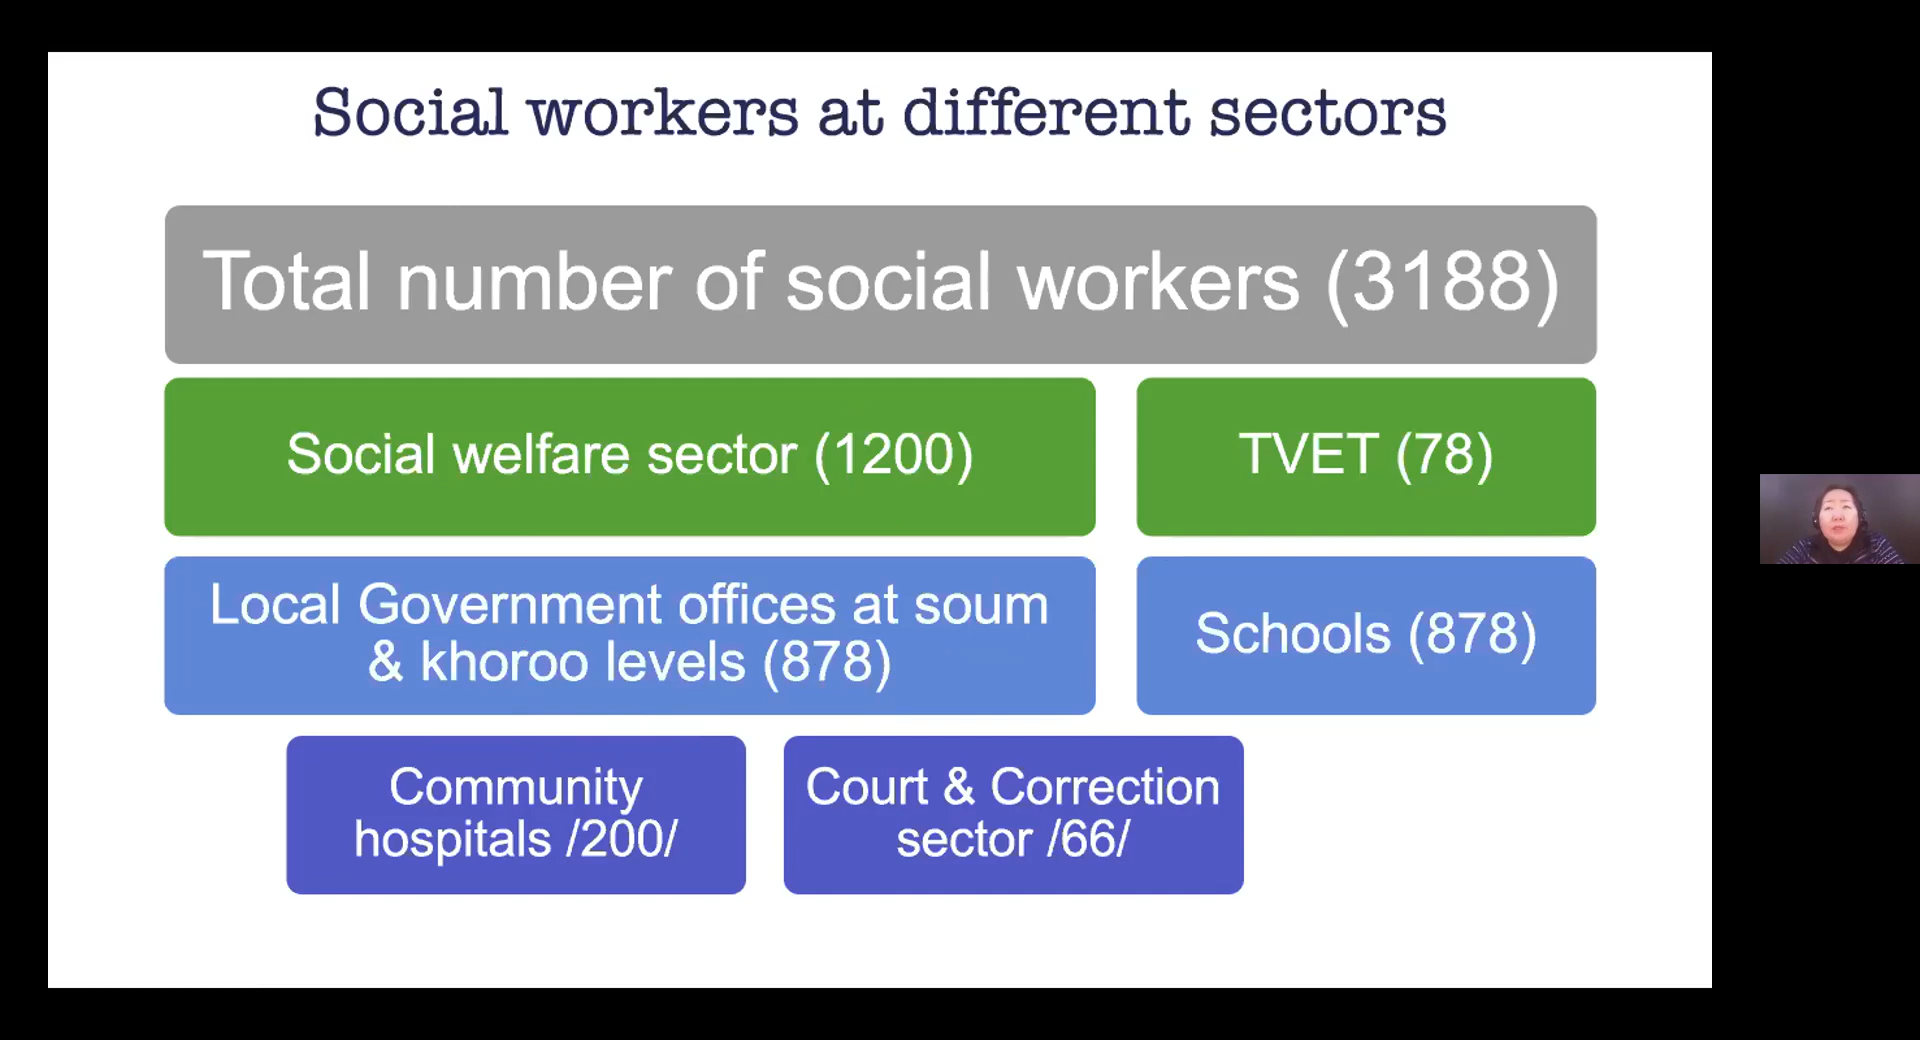 Social workers at different sectors
Total number of social workers (3188)
Social welfare sector (1200)
TVET (78)
Local Government offices at soum
& khoroo levels (878)
Schools (878)
Community
hospitals /200/
Court & Correction
sector /66/